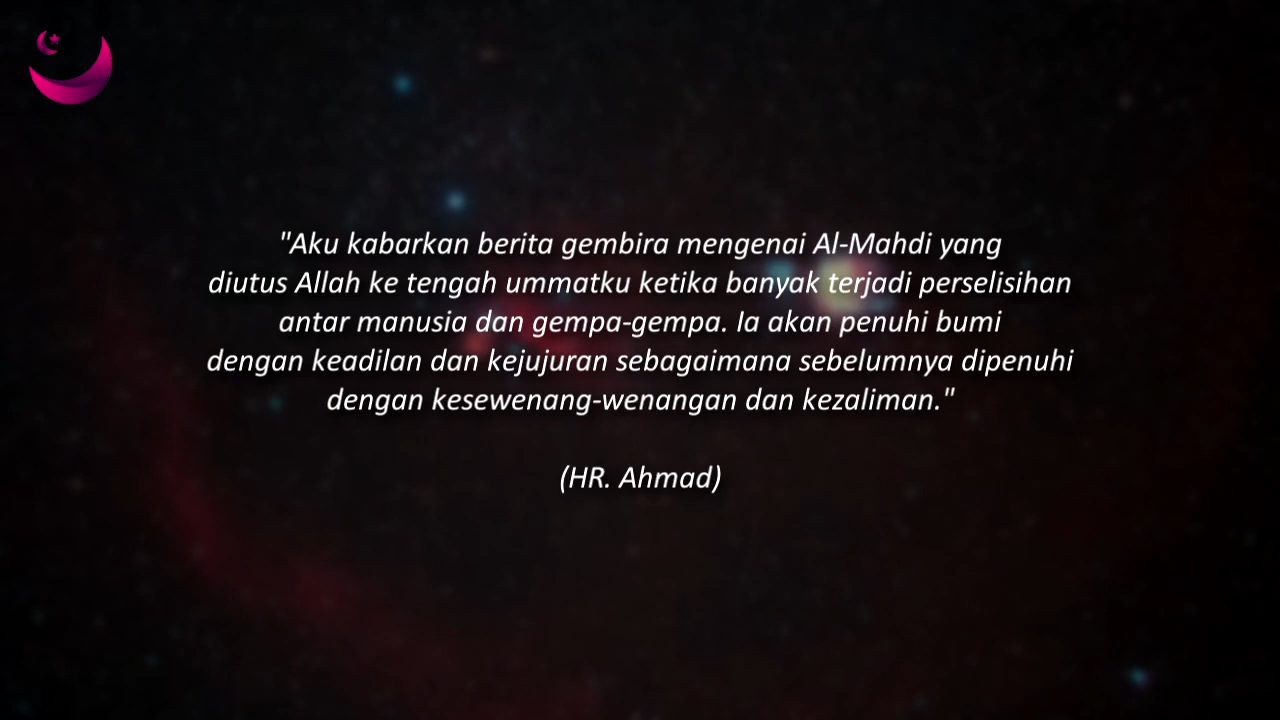 "Aku kabarkan berita gembira mengenai Al-Mahdi yang
diutus Allah ke tengah ummatku ketika banyak terjadi perselisihan
antar manusia dan gempa-gempa. Ia akan penuhi bumi
dengan keadilan dan kejujuran sebagaimana sebelumnya dipenuhi
dengan kesewenang-wenangan dan kezaliman."
(HR. Ahmad)